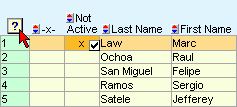 ?
-x-
Not Active
Last Name
First Name
1 x Law Marc
2 Ochoa Raul
3 San Miguel Felipe
4 Ramos Sergio
5 Satele Jefferey